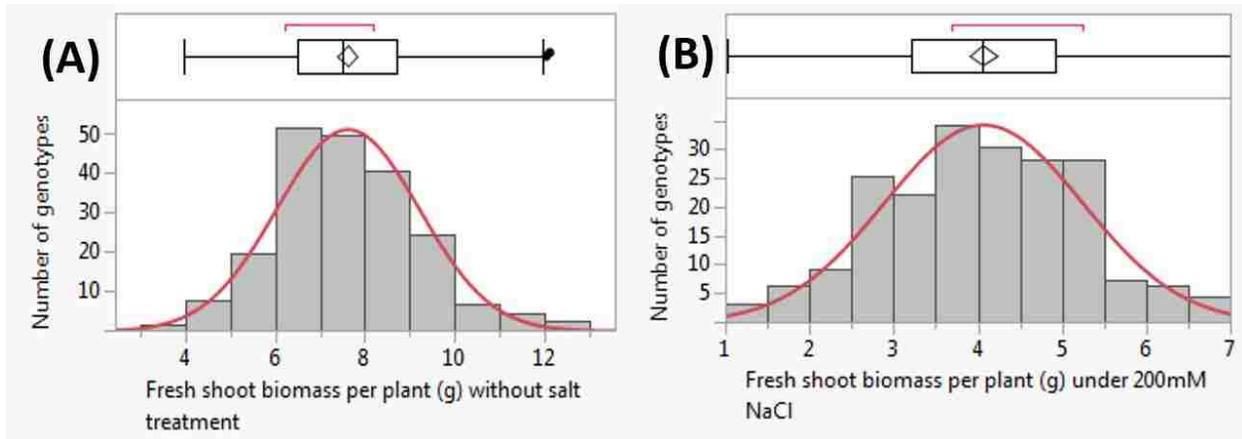 (A)
Number of genotypes
50
40
30
20
10
4 6 8 10 12
Fresh shoot biomass per plant (g) without salt
treatment
(B)
Number of genotypes
30
25
20
15
10
5
1 2 3 4 5 6 7
Fresh shoot biomass per plant (g) under 200mM
NaCl